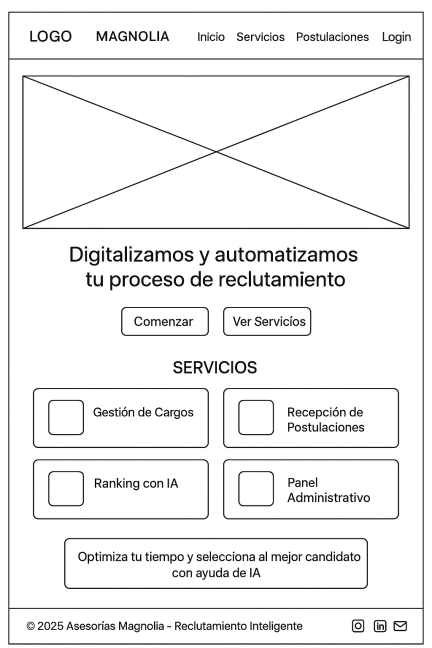 LOGO MAGNOLIA Inicio Servicios Postulaciones Login
Digitalizamos y automatizamos
tu proceso de reclutamiento
Comenzar Ver Servicíos
SERVICIOS
Gestión de Cargos
Recepción de
Postulaciones
Ranking con IA
Panel
Administrativo
Optimiza tu tiempo y selecciona al mejor candidato
con ayuda de IA
© 2025 Asesorías Magnolia – Reclutamiento Inteligente in